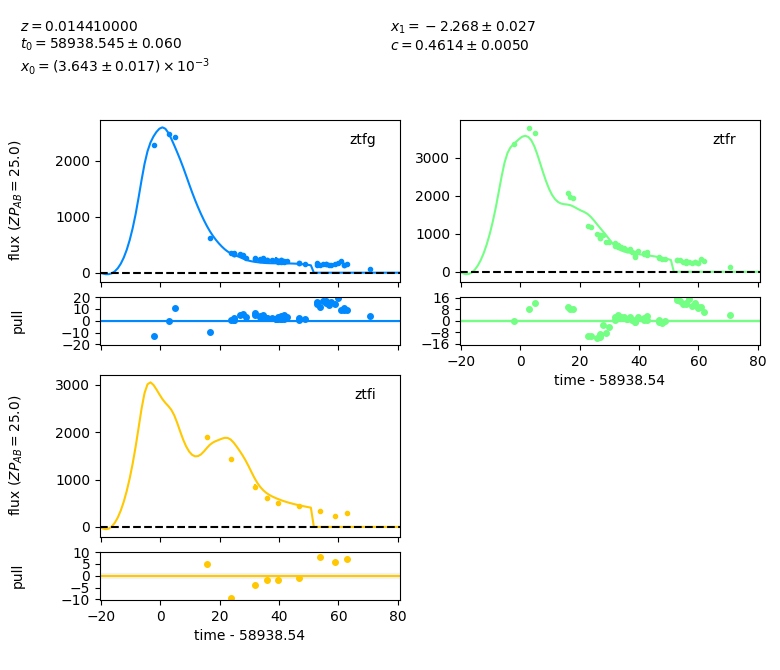 z = 0.014410000
t₀ = 58938.545 ± 0.060
x₀ = (3.643 ± 0.017) × 10⁻³
x₁ = −2.268 ± 0.027
c = 0.4614 ± 0.0050
flux (ZP_AB = 25.0)
2000
1000
0
ztfg
pull
20
10
0
−10
−20
3000
2000
1000
0
ztfr
16
8
0
−8
−16
−20 0 20 40 60 80
time - 58938.54
flux (ZP_AB = 25.0)
3000
2000
1000
0
ztfi
pull
10
5
0
−5
−10
−20 0 20 40 60 80
time - 58938.54